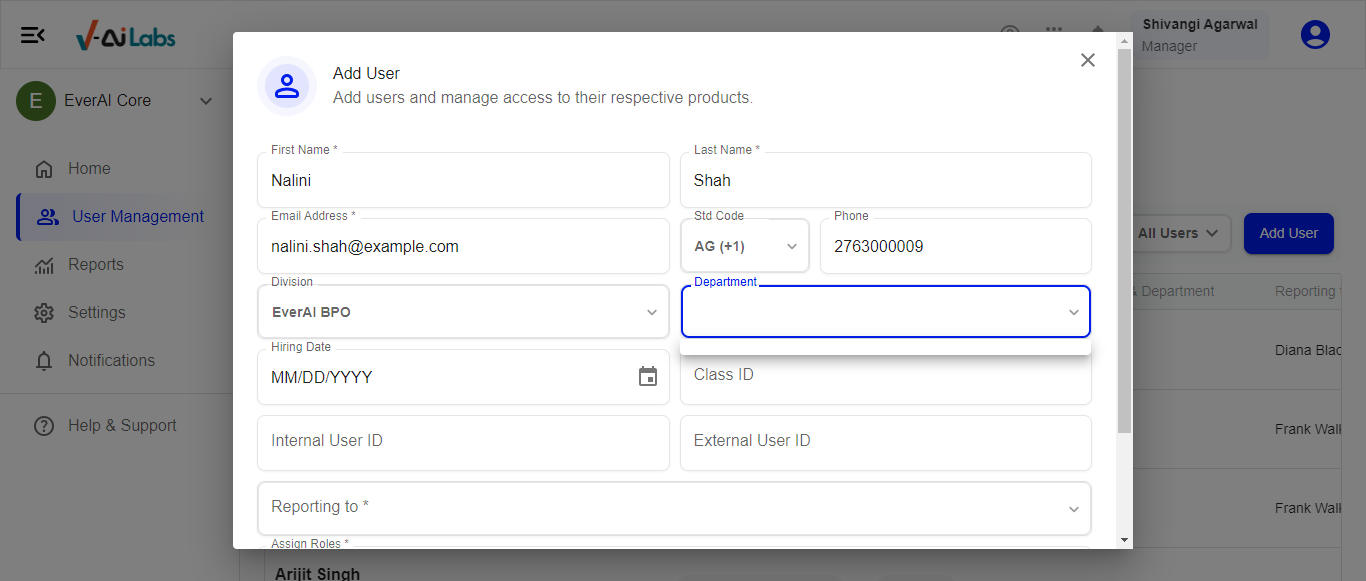 V-Ai Labs
Shivangi Agarwal
Manager
E
EverAI Core
Home
User Management
Reports
Settings
Notifications
Help & Support
Add User
Add users and manage access to their respective products.
First Name *
Nalini
Last Name *
Shah
Email Address *
nalini.shah@example.com
Std Code
AG (+1)
Phone
2763000009
Division
EverAI BPO
Department
Hiring Date
MM/DD/YYYY
Class ID
Internal User ID
External User ID
Reporting to *
Assign Roles *
All Users
Add User
& Department
Reporting
Diana Blac
Frank Walk
Frank Walk
Arijit Singh